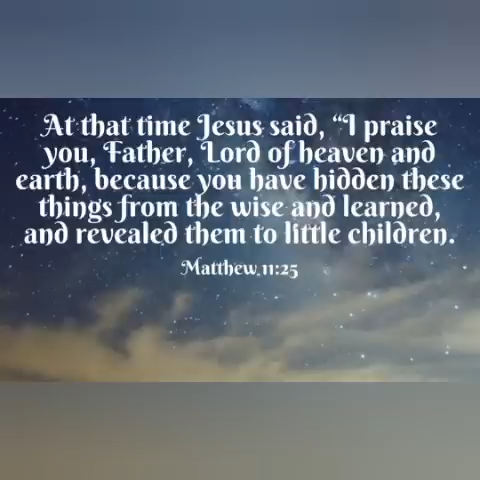 At that time Jesus said, “I praise
you, Father, Lord of heaven and
earth, because you have hidden these
things from the wise and learned,
and revealed them to little children.
Matthew 11:25